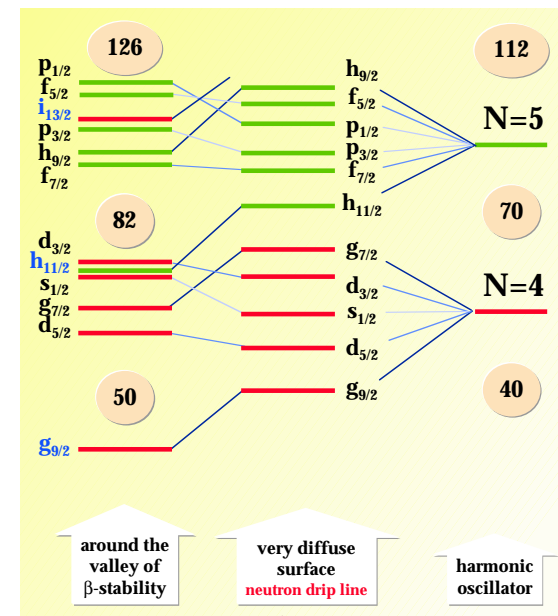 126
p1/2
f5/2
i13/2
p3/2
h9/2
f7/2
82
d3/2
h11/2
s1/2
g7/2
d5/2
50
g9/2
h9/2
f5/2
p1/2
p3/2
f7/2
h11/2
g7/2
d3/2
s1/2
d5/2
g9/2
112
N=5
70
N=4
40
around the
valley of
β-stability
very diffuse
surface
neutron drip line
harmonic
oscillator